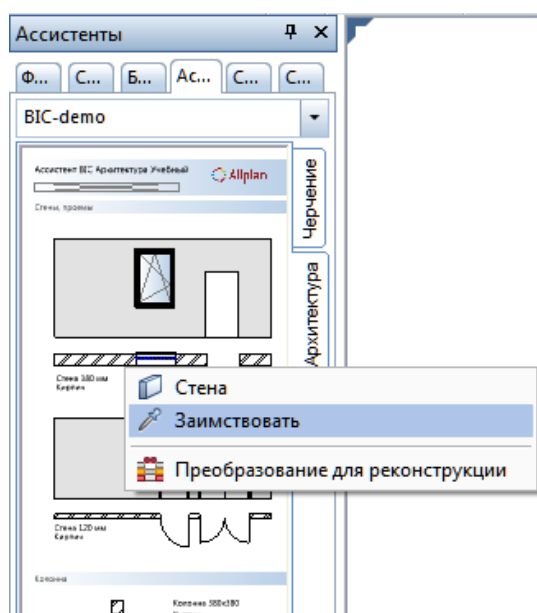 Ассистенты
Ф...
С...
Б...
Ас...
С...
С...
BIC-demo
Ассистент BIC Архитектура Учебный
Allplan
Стены, проемы
Черчение
Архитектура
Стена 380 мм
Кирпич
Стена
Заимствовать
Преобразование для реконструкции
Стена 120 мм
Кирпич
Колонна
Колонна 380x380